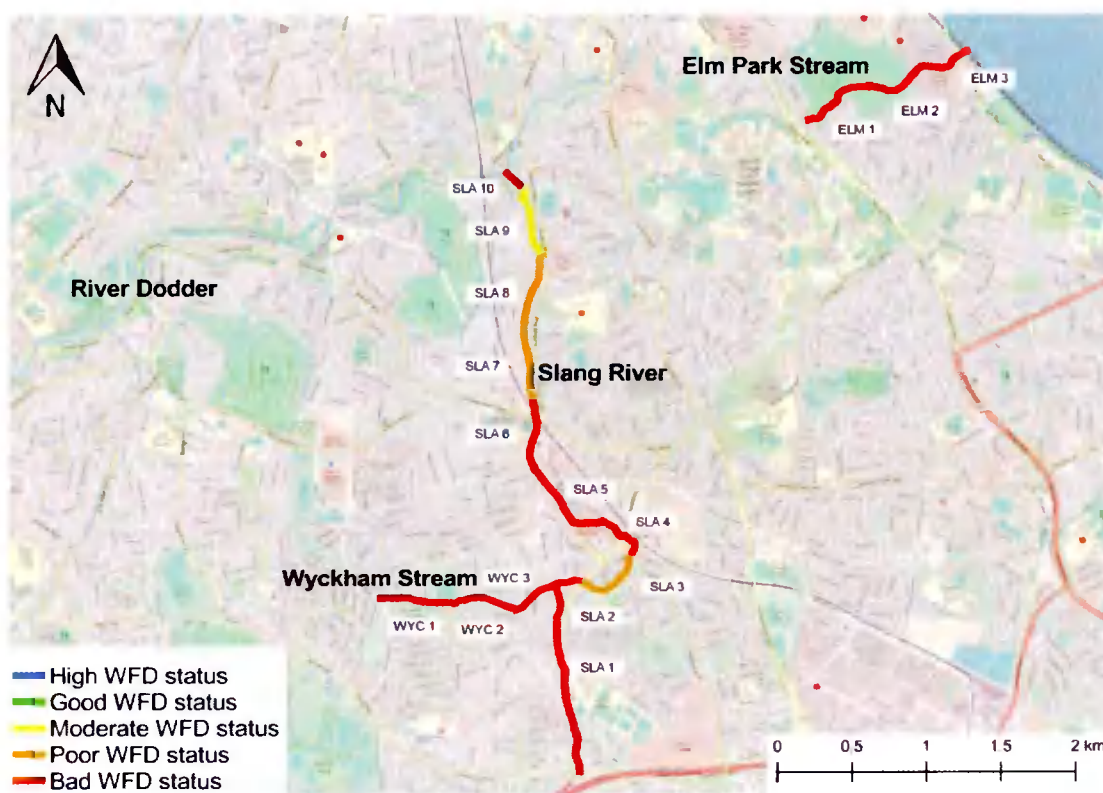 N
Elm Park Stream
ELM 3
ELM 2
ELM 1
SLA 10
SLA 9
River Dodder
SLA 8
SLA 7
Slang River
SLA 6
SLA 5
SLA 4
Wyckham Stream
WYC 3
SLA 3
WYC 1
WYC 2
SLA 2
SLA 1
High WFD status
Good WFD status
Moderate WFD status
Poor WFD status
Bad WFD status
0 0.5 1 1.5 2 km